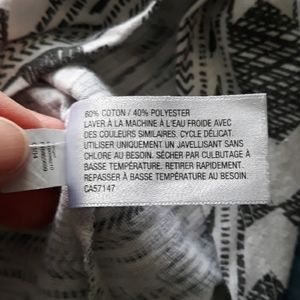 60% COTON / 40% POLYESTER
LAVER À LA MACHINE À L'EAU FROIDE AVEC
DES COULEURS SIMILAIRES. CYCLE DÉLICAT.
UTILISER UNIQUEMENT UN JAVELLISANT SANS
CHLORE AU BESOIN. SÉCHER PAR CULBUTAGE À
BASSE TEMPÉRATURE. RETIRER RAPIDEMENT.
REPASSER À BASSE TEMPÉRATURE AU BESOIN.
CA57147